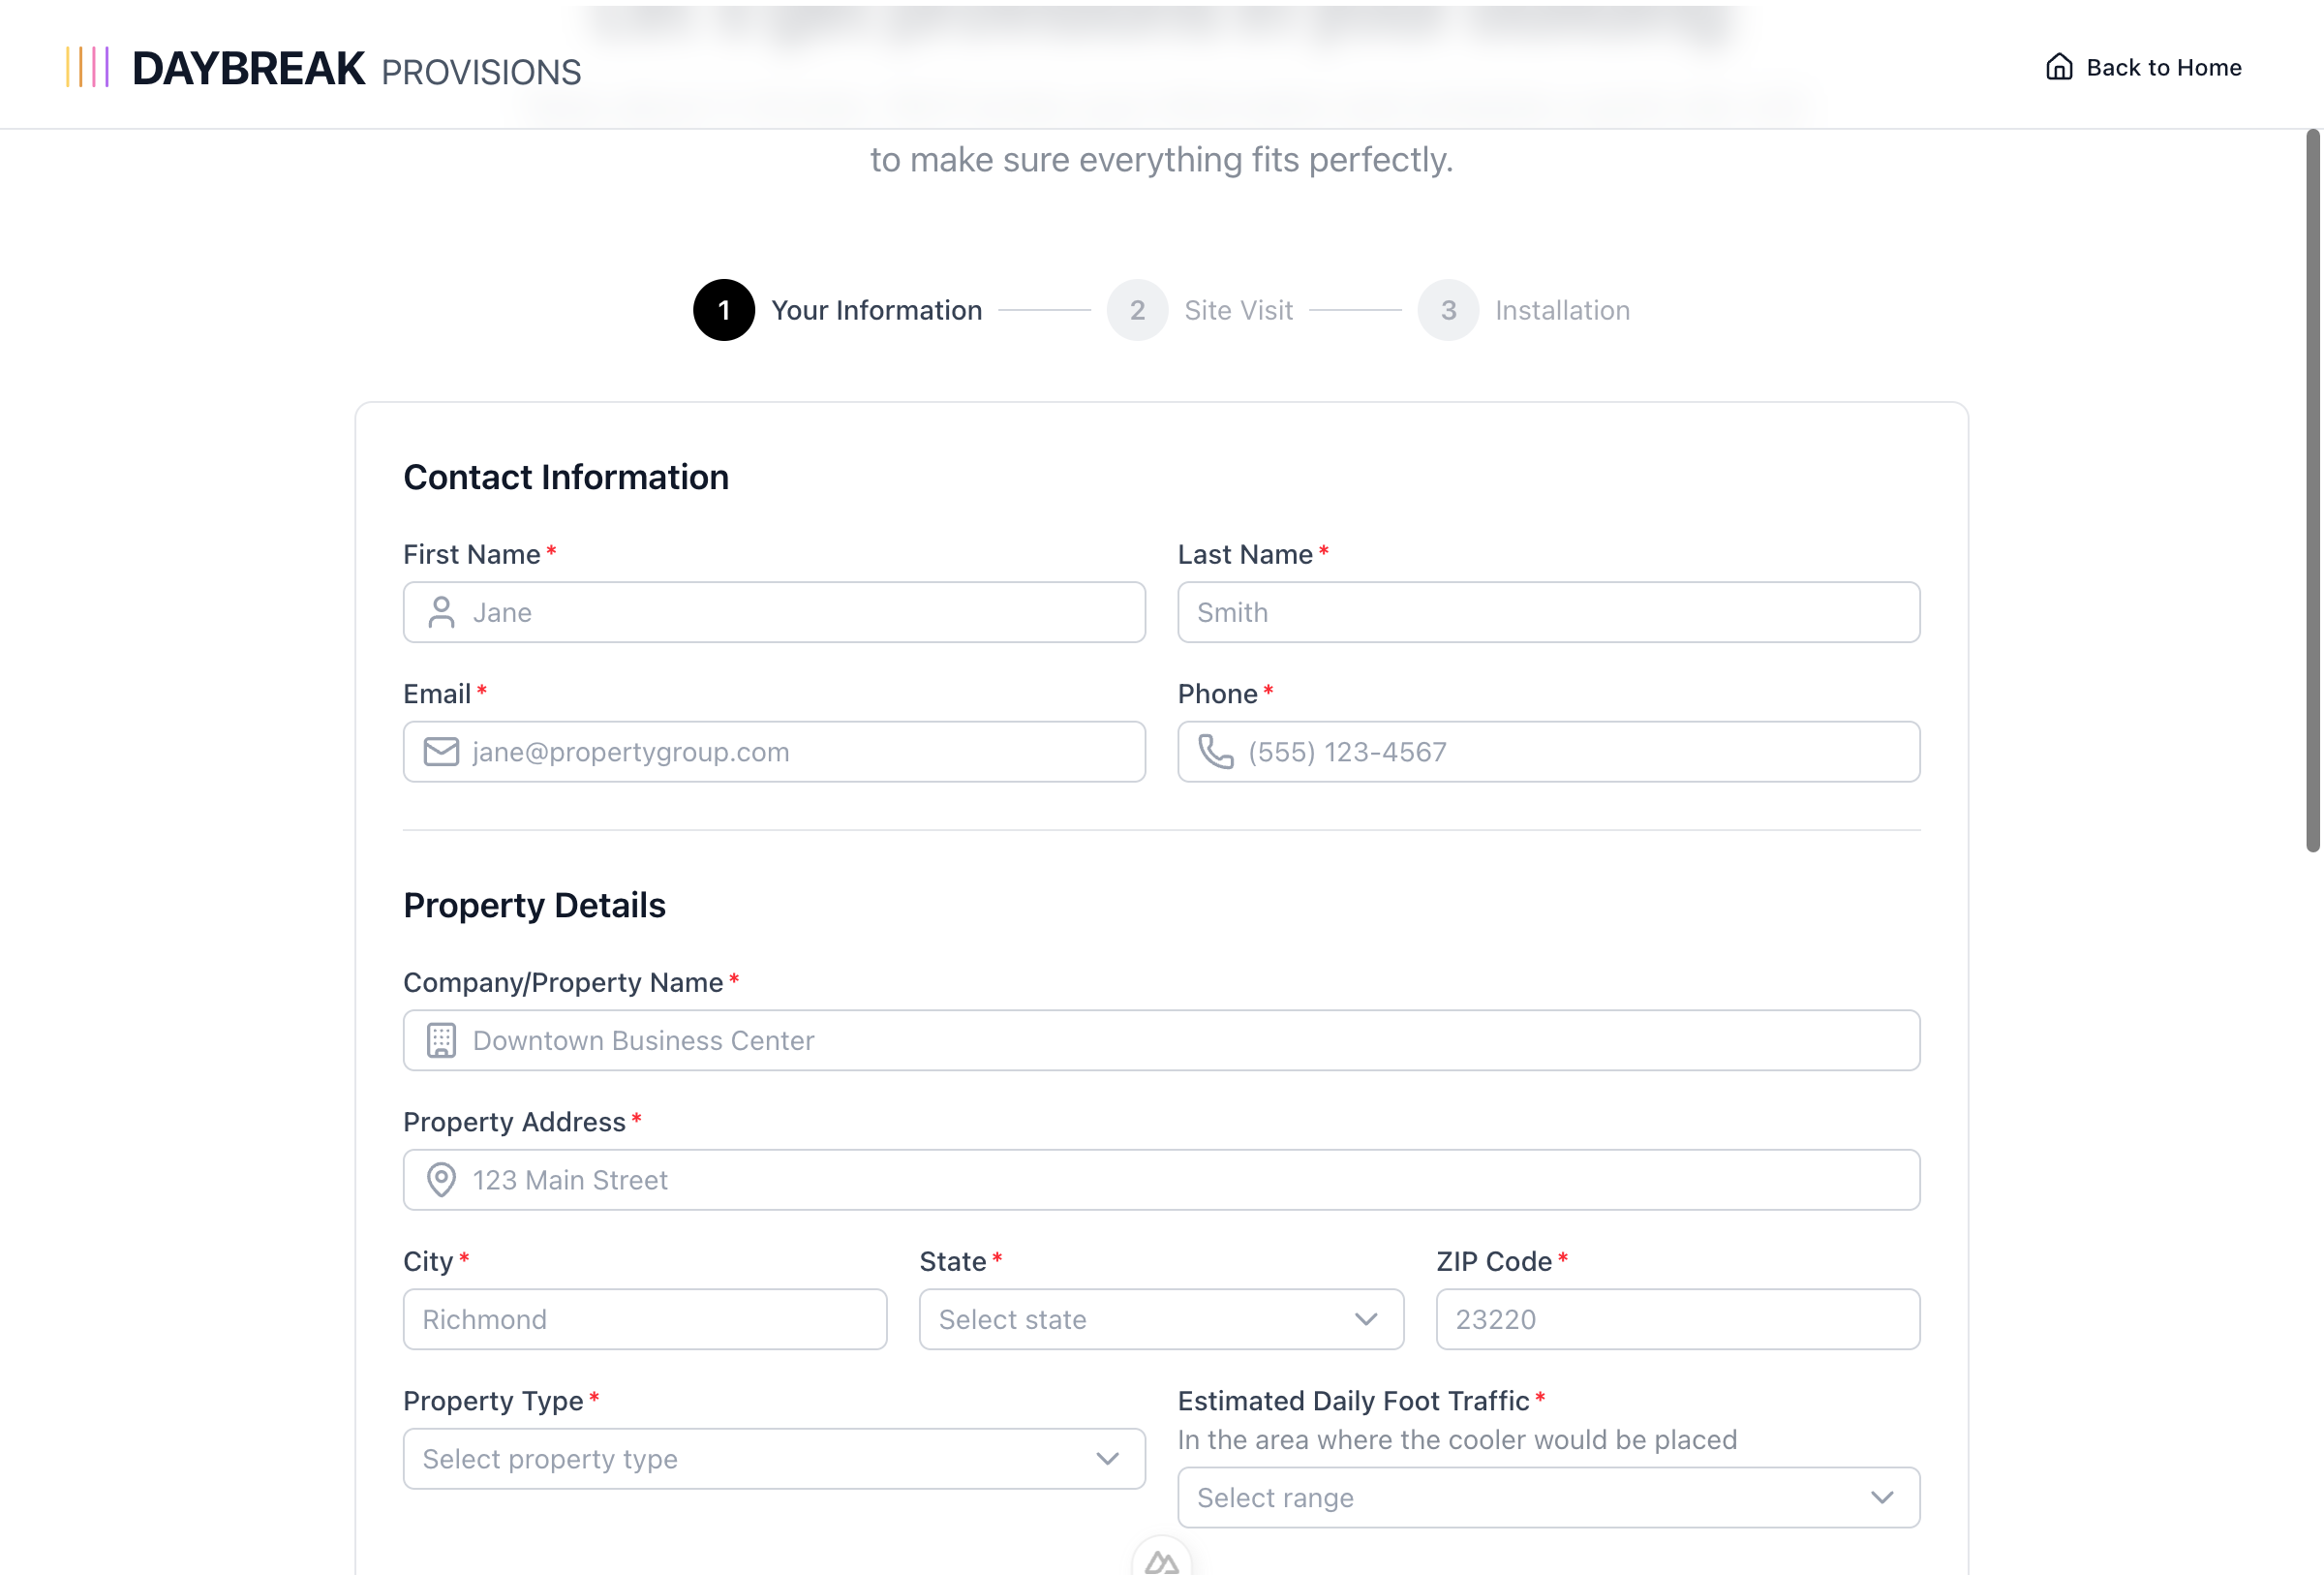 DAYBREAK PROVISIONS
Back to Home
to make sure everything fits perfectly.
1 Your Information 2 Site Visit 3 Installation
Contact Information
First Name* Last Name*
Jane Smith
Email* Phone*
jane@propertygroup.com (555) 123-4567
Property Details
Company/Property Name*
Downtown Business Center
Property Address*
123 Main Street
City* State* ZIP Code*
Richmond Select state 23220
Property Type* Estimated Daily Foot Traffic*
In the area where the cooler would be placed
Select property type
Select range